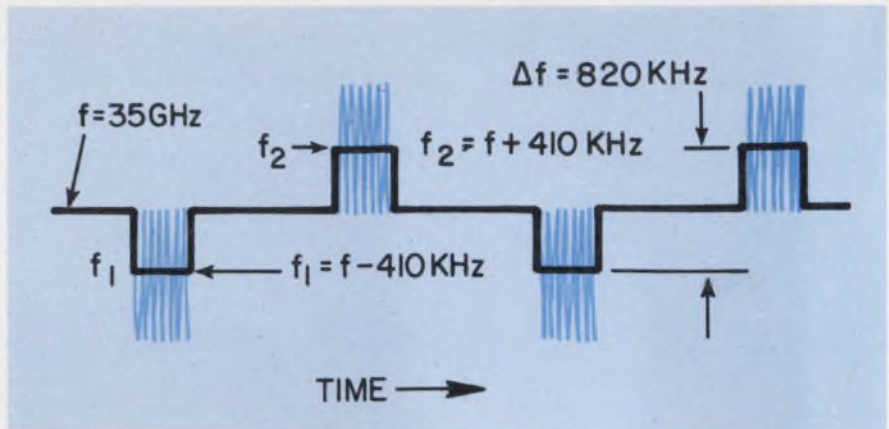 Δf = 820 KHz
f = 35GHz
f₂
f₂ = f + 410 KHz
f₁
f₁ = f - 410 KHz
TIME